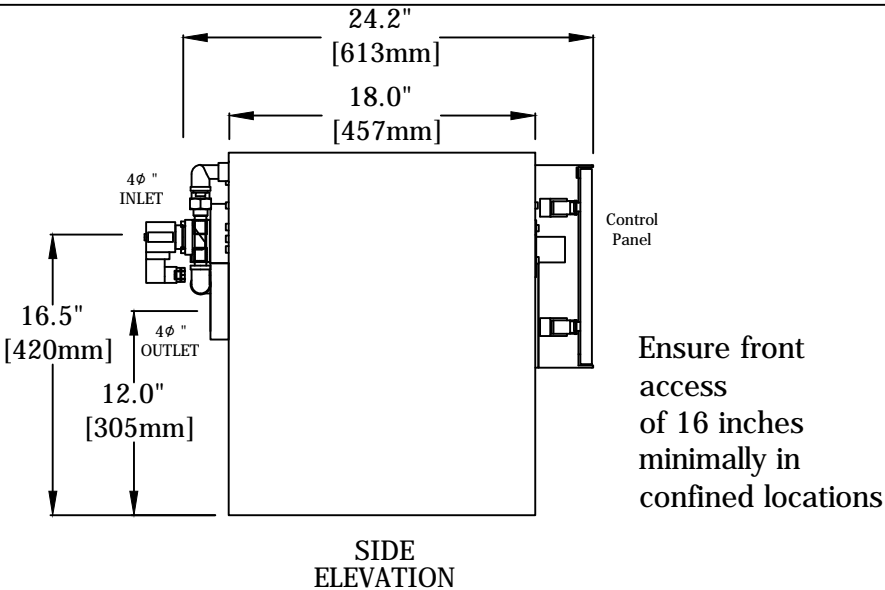 24.2"
[613mm]
18.0"
[457mm]
4ϕ "
INLET
Control
Panel
16.5"
[420mm]
4ϕ "
OUTLET
12.0"
[305mm]
Ensure front
access
of 16 inches
minimally in
confined locations
SIDE
ELEVATION